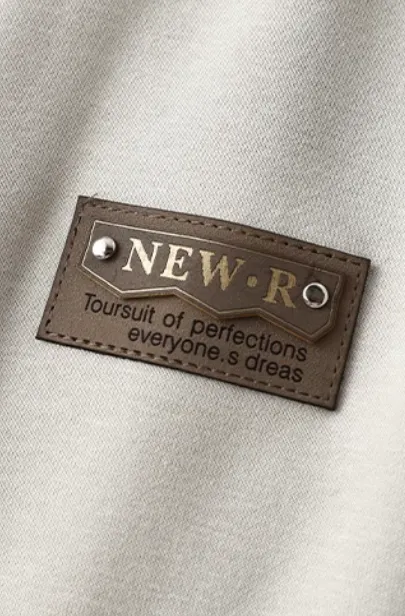 NEW·R
Toursuit of perfections
everyone.s dreas